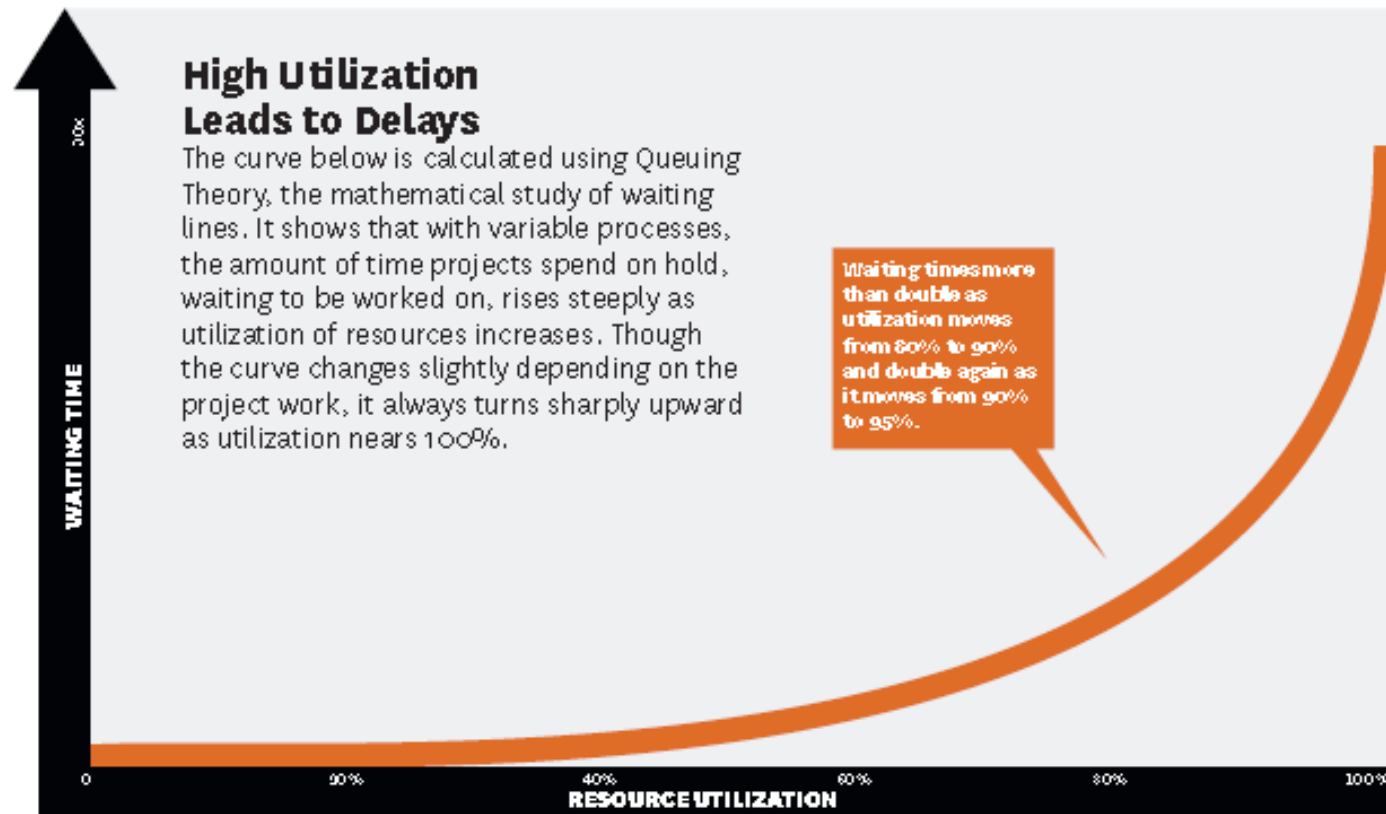 High Utilization
Leads to Delays
The curve below is calculated using Queuing
Theory, the mathematical study of waiting
lines. It shows that with variable processes,
the amount of time projects spend on hold,
waiting to be worked on, rises steeply as
utilization of resources increases. Though
the curve changes slightly depending on the
project work, it always turns sharply upward
as utilization nears 100%.
Waiting times more
than double as
utilization moves
from 80% to 90%
and double again as
it moves from 90%
to 95%.
WAITING TIME
0 40% 60% 80% 100%
RESOURCE UTILIZATION